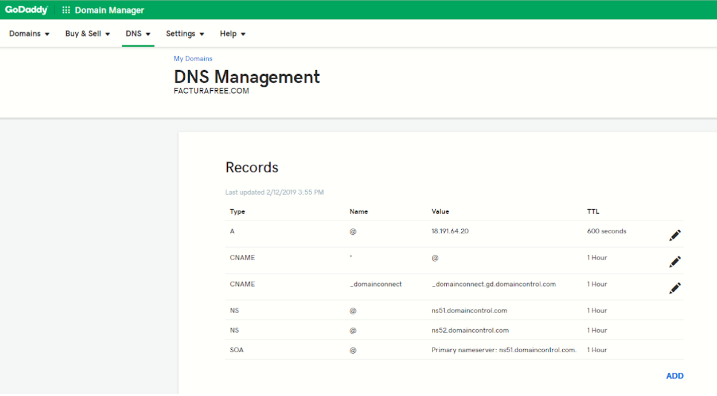 GoDaddy Domain Manager
Domains Buy & Sell DNS Settings Help
My Domains
DNS Management
FACTURAFREE.COM
Records
Last updated 2/12/2019 3:55 PM
Type Name Value TTL
A @ 18.191.64.20 600 seconds
CNAME * @ 1 Hour
CNAME _domainconnect _domainconnect.gd.domaincontrol.com 1 Hour
NS @ ns51.domaincontrol.com 1 Hour
NS @ ns52.domaincontrol.com 1 Hour
SOA @ Primary nameserver: ns51.domaincontrol.com. 1 Hour
ADD